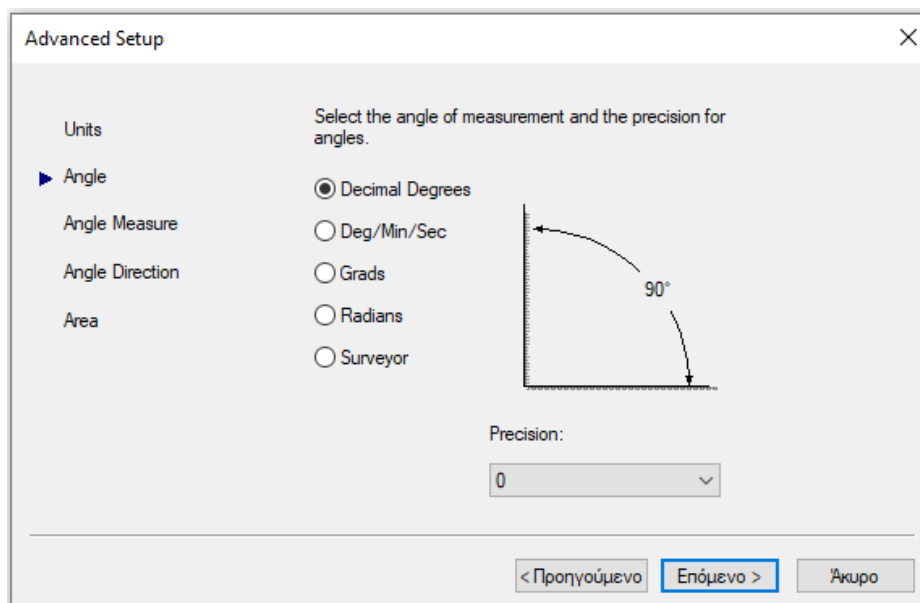 Advanced Setup
Units
Angle
Angle Measure
Angle Direction
Area
Select the angle of measurement and the precision for
angles.
Decimal Degrees
Deg/Min/Sec
Grads
Radians
Surveyor
90°
Precision:
0
< Προηγούμενο
Επόμενο >
Άκυρο